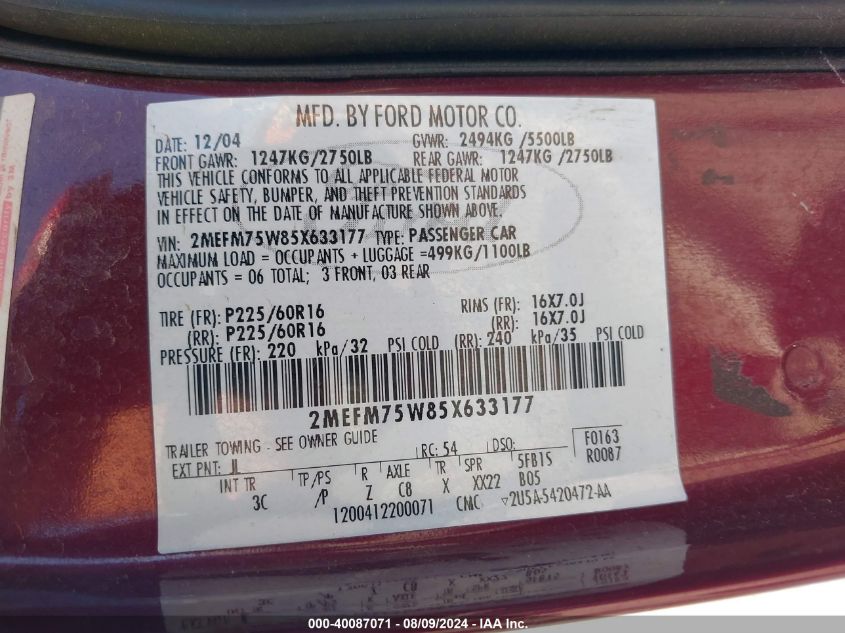 MFD. BY FORD MOTOR CO.
DATE: 12/04 GVWR: 2494KG /5500LB
FRONT GAWR: 1247KG/2750LB REAR GAWR: 1247KG /2750LB
THIS VEHICLE CONFORMS TO ALL APPLICABLE FEDERAL MOTOR
VEHICLE SAFETY, BUMPER, AND THEFT PREVENTION STANDARDS
IN EFFECT ON THE DATE OF MANUFACTURE SHOWN ABOVE.
VIN: 2MEFM75W85X633177 TYPE: PASSENGER CAR
MAXIMUM LOAD = OCCUPANTS + LUGGAGE =499KG/1100LB
OCCUPANTS = 06 TOTAL; 3 FRONT, 03 REAR
TIRE (FR): P225/60R16 RIMS (FR): 16X7.0J
(RR): P225/60R16 (RR): 16X7.0J
PRESSURE (FR): 220 kPa/32 PSI COLD (RR): 240 kPa/35 PSI COLD
2MEFM75W85X633177
TRAILER TOWING - SEE OWNER GUIDE RC: 54 DSO: F0163
EXT PNT: JL R0087
INT TR TP/PS R AXLE TR SPR 5FB15
3C /P Z C8 X XX22 B05
1200412200071 CMC ▽2U5A-5420472-AA
Security by 3M
000-40087071 - 08/09/2024 - IAAI Inc.